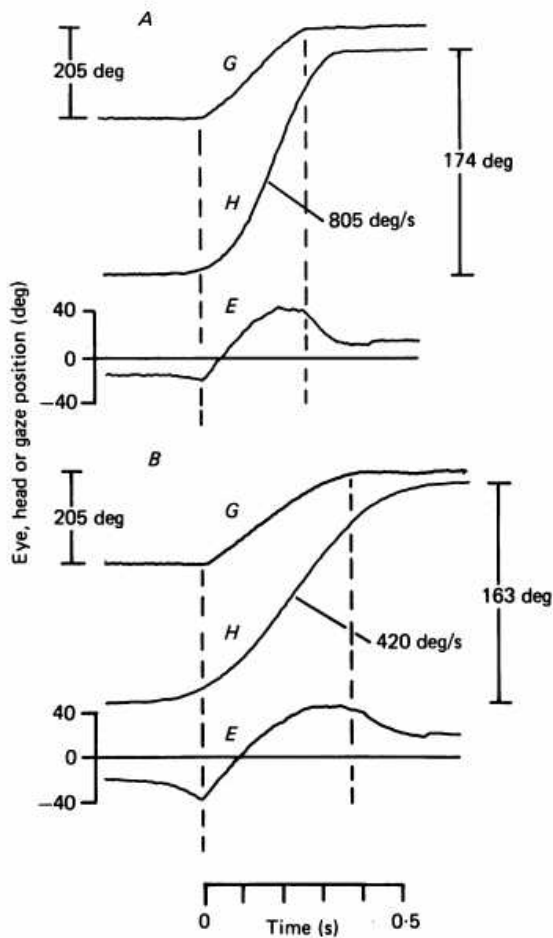 A
G
205 deg
174 deg
H
805 deg/s
E
40
0
−40
Eye, head or gaze position (deg)
B
G
205 deg
163 deg
H
420 deg/s
E
40
0
−40
0
Time (s)
0·5